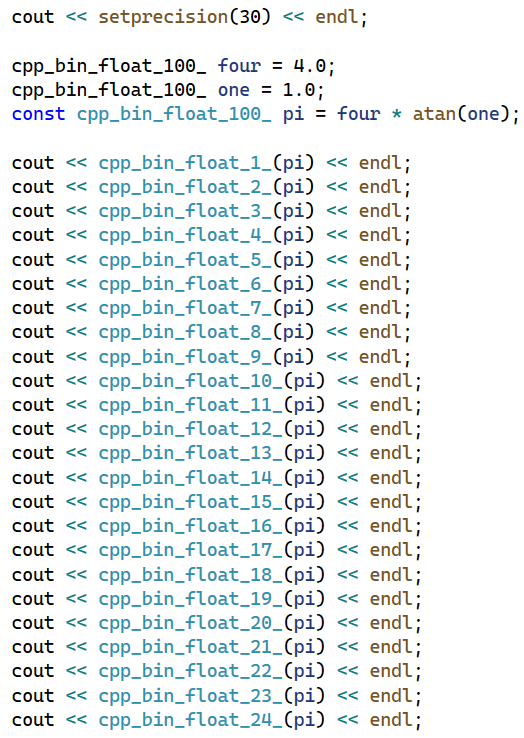 cout << setprecision(30) << endl;
cpp_bin_float_100_ four = 4.0;
cpp_bin_float_100_ one = 1.0;
const cpp_bin_float_100_ pi = four * atan(one);
cout << cpp_bin_float_1_(pi) << endl;
cout << cpp_bin_float_2_(pi) << endl;
cout << cpp_bin_float_3_(pi) << endl;
cout << cpp_bin_float_4_(pi) << endl;
cout << cpp_bin_float_5_(pi) << endl;
cout << cpp_bin_float_6_(pi) << endl;
cout << cpp_bin_float_7_(pi) << endl;
cout << cpp_bin_float_8_(pi) << endl;
cout << cpp_bin_float_9_(pi) << endl;
cout << cpp_bin_float_10_(pi) << endl;
cout << cpp_bin_float_11_(pi) << endl;
cout << cpp_bin_float_12_(pi) << endl;
cout << cpp_bin_float_13_(pi) << endl;
cout << cpp_bin_float_14_(pi) << endl;
cout << cpp_bin_float_15_(pi) << endl;
cout << cpp_bin_float_16_(pi) << endl;
cout << cpp_bin_float_17_(pi) << endl;
cout << cpp_bin_float_18_(pi) << endl;
cout << cpp_bin_float_19_(pi) << endl;
cout << cpp_bin_float_20_(pi) << endl;
cout << cpp_bin_float_21_(pi) << endl;
cout << cpp_bin_float_22_(pi) << endl;
cout << cpp_bin_float_23_(pi) << endl;
cout << cpp_bin_float_24_(pi) << endl;